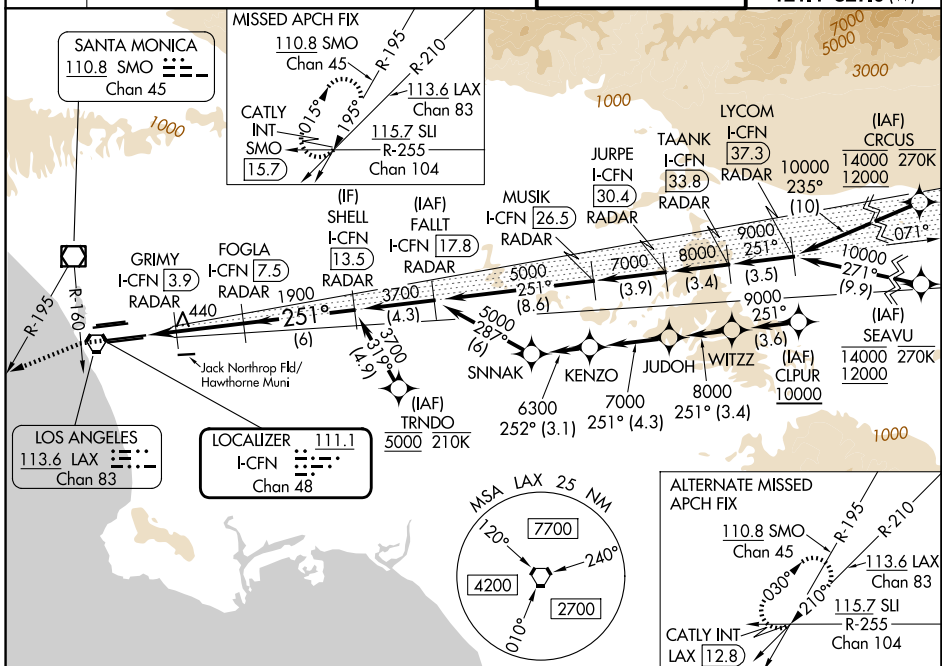 121.1 327.0 (W)
SANTA MONICA
110.8 SMO
Chan 45
MISSED APCH FIX
110.8 SMO
Chan 45
R-195
R-210
113.6 LAX
Chan 83
015°
195°
CATLY
INT
SMO
15.7
115.7 SLI
R-255
Chan 104
7000
5000
3000
1000
1000
LYCOM
I-CFN
37.3
RADAR
TAANK
I-CFN
33.8
RADAR
JURPE
I-CFN
30.4
RADAR
MUSIK
I-CFN 26.5
RADAR
(IAF)
CRCUS
14000 270K
12000
10000
235°
(10)
071°
(IAF)
FALLT
I-CFN 17.8
RADAR
(IF)
SHELL
I-CFN
13.5
RADAR
FOGLA
I-CFN 7.5
RADAR
GRIMY
I-CFN 3.9
RADAR
440
1900
251°
(6)
3700
(4.3)
5000
251°
(8.6)
7000
(3.9)
8000
(3.4)
9000
251°
(3.5)
10000
271°
(9.9)
R-195
R-160
Jack Northrop Fld/
Hawthorne Muni
3700
319°
(4.9)
(IAF)
TRNDO
5000 210K
5000
287°
(6)
SNNAK
KENZO
JUDOH
WITZZ
9000
251°
(3.6)
(IAF)
CLPUR
10000
(IAF)
SEAVU
14000 270K
12000
6300
252° (3.1)
7000
251° (4.3)
8000
251° (3.4)
LOS ANGELES
113.6 LAX
Chan 83
LOCALIZER 111.1
I-CFN
Chan 48
1000
MSA LAX 25 NM
120°
7700
240°
4200
2700
010°
ALTERNATE MISSED
APCH FIX
110.8 SMO
Chan 45
R-195
R-210
113.6 LAX
Chan 83
030°
210°
115.7 SLI
R-255
Chan 104
CATLY INT
LAX 12.8